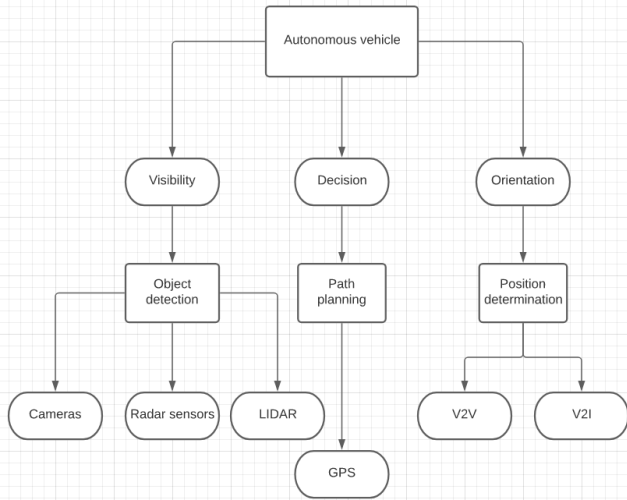 Autonomous vehicle
Visibility
Decision
Orientation
Object
detection
Path
planning
Position
determination
Cameras
Radar sensors
LIDAR
V2V
V2I
GPS